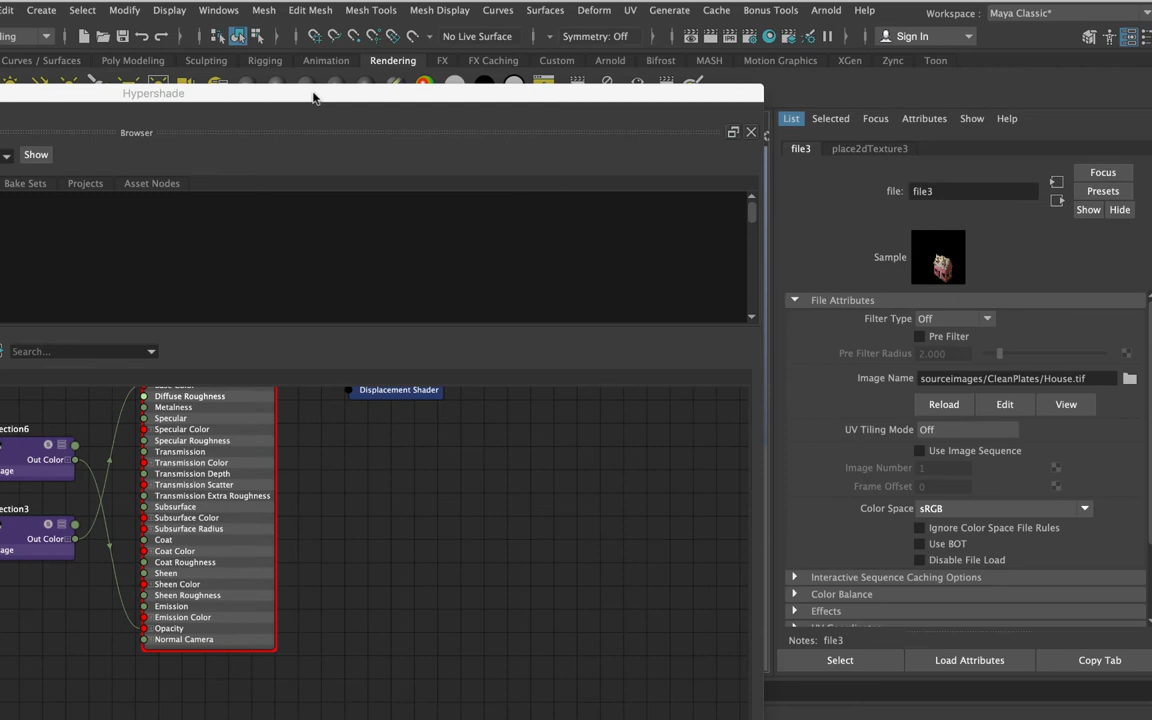 Edit Create Select Modify Display Windows Mesh Edit Mesh Mesh Tools Mesh Display Curves Surfaces Deform UV Generate Cache Bonus Tools Arnold Help Workspace : Maya Classic*
No Live Surface Symmetry: Off Sign In
Curves / Surfaces Poly Modeling Sculpting Rigging Animation Rendering FX FX Caching Custom Arnold Bifrost MASH Motion Graphics XGen Zync Toon
Hypershade
Browser
Show
Bake Sets Projects Asset Nodes
Search...
Base Color
Diffuse Roughness
Metalness
Specular
Specular Color
Specular Roughness
Transmission
Transmission Color
Transmission Depth
Transmission Scatter
Transmission Extra Roughness
Subsurface
Subsurface Color
Subsurface Radius
Coat
Coat Color
Coat Roughness
Sheen
Sheen Color
Sheen Roughness
Emission
Emission Color
Opacity
Normal Camera
Displacement Shader
ection6
Out Color
age
ection3
Out Color
age
List Selected Focus Attributes Show Help
file3 place2dTexture3
file: file3
Focus
Presets
Show Hide
Sample
File Attributes
Filter Type Off
Pre Filter
Pre Filter Radius 2.000
Image Name sourceimages/CleanPlates/House.tif
Reload Edit View
UV Tiling Mode Off
Use Image Sequence
Image Number 1
Frame Offset 0
Color Space sRGB
Ignore Color Space File Rules
Use BOT
Disable File Load
Interactive Sequence Caching Options
Color Balance
Effects
UV Coordinates
Notes: file3
Select Load Attributes Copy Tab